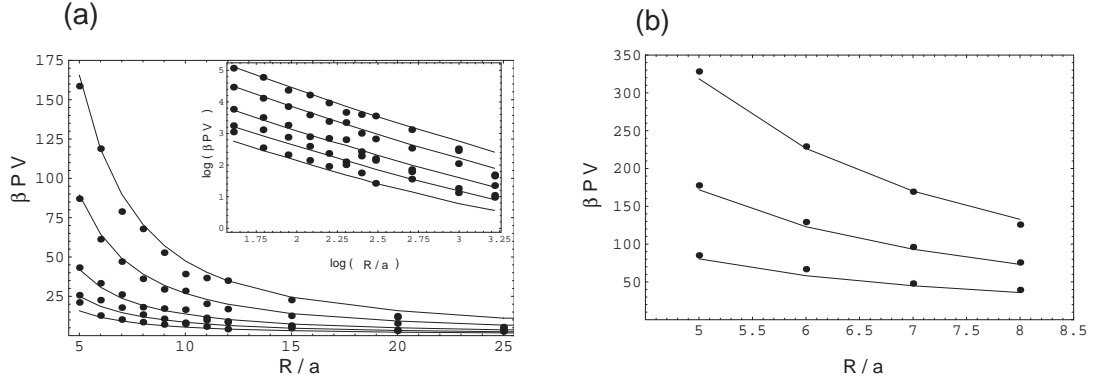 (a)
175
150
125
100
75
50
25
β P V
5 10 15 20 25
R / a
5
4
3
2
1
0
log ( β P V )
1.75 2 2.25 2.5 2.75 3 3.25
log ( R / a )
(b)
350
300
250
200
150
100
50
0
β P V
5 5.5 6 6.5 7 7.5 8 8.5
R / a